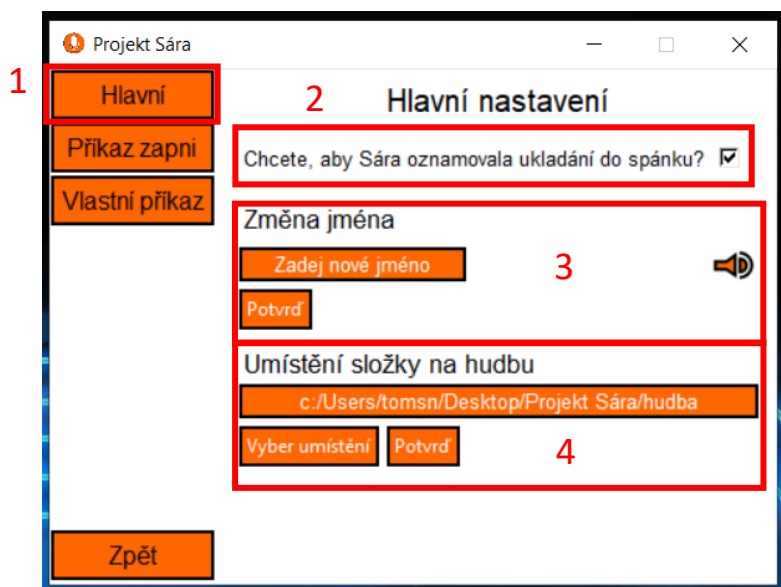 Projekt Sára
1
Hlavní
2
Hlavní nastavení
Příkaz zapni
Chcete, aby Sára oznamovala ukládání do spánku?
Vlastní příkaz
Změna jména
Zadej nové jméno
3
Potvrď
Umístění složky na hudbu
c:/Users/tomsn/Desktop/Projekt Sára/hudba
Vyber umístění
Potvrď
4
Zpět